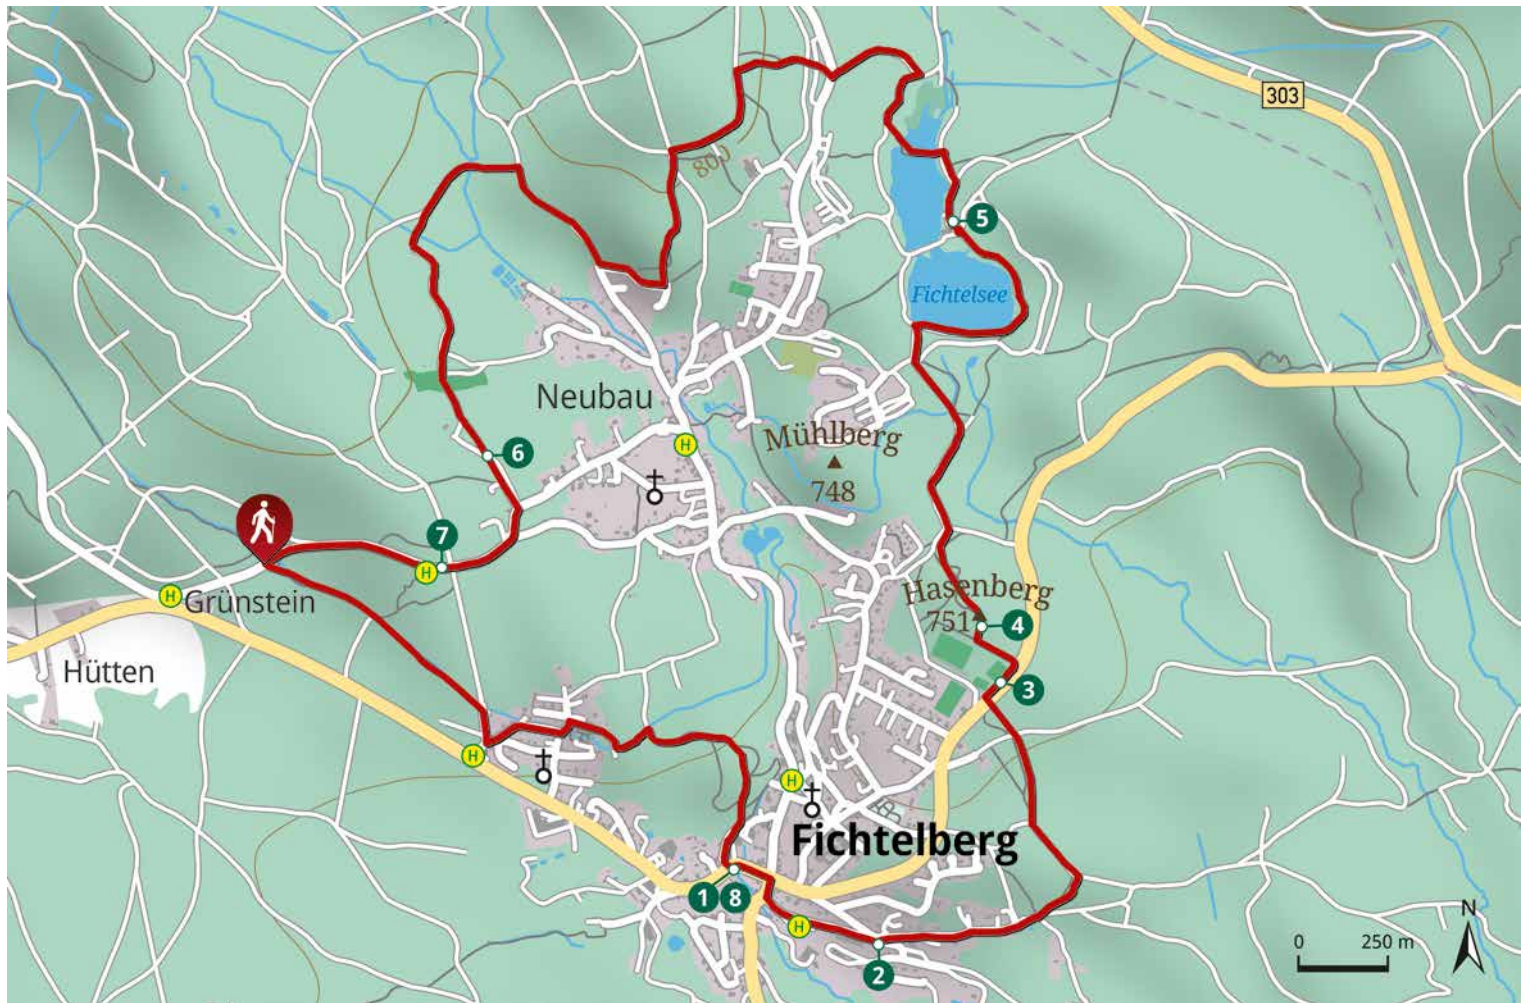 303
800
5
Fichtelsee
Neubau
Mühlberg
748
H
6
7
H
H
Grünstein
Hasenberg
751
4
Hütten
3
H
H
Fichtelberg
1
8
H
2
N
0
250 m